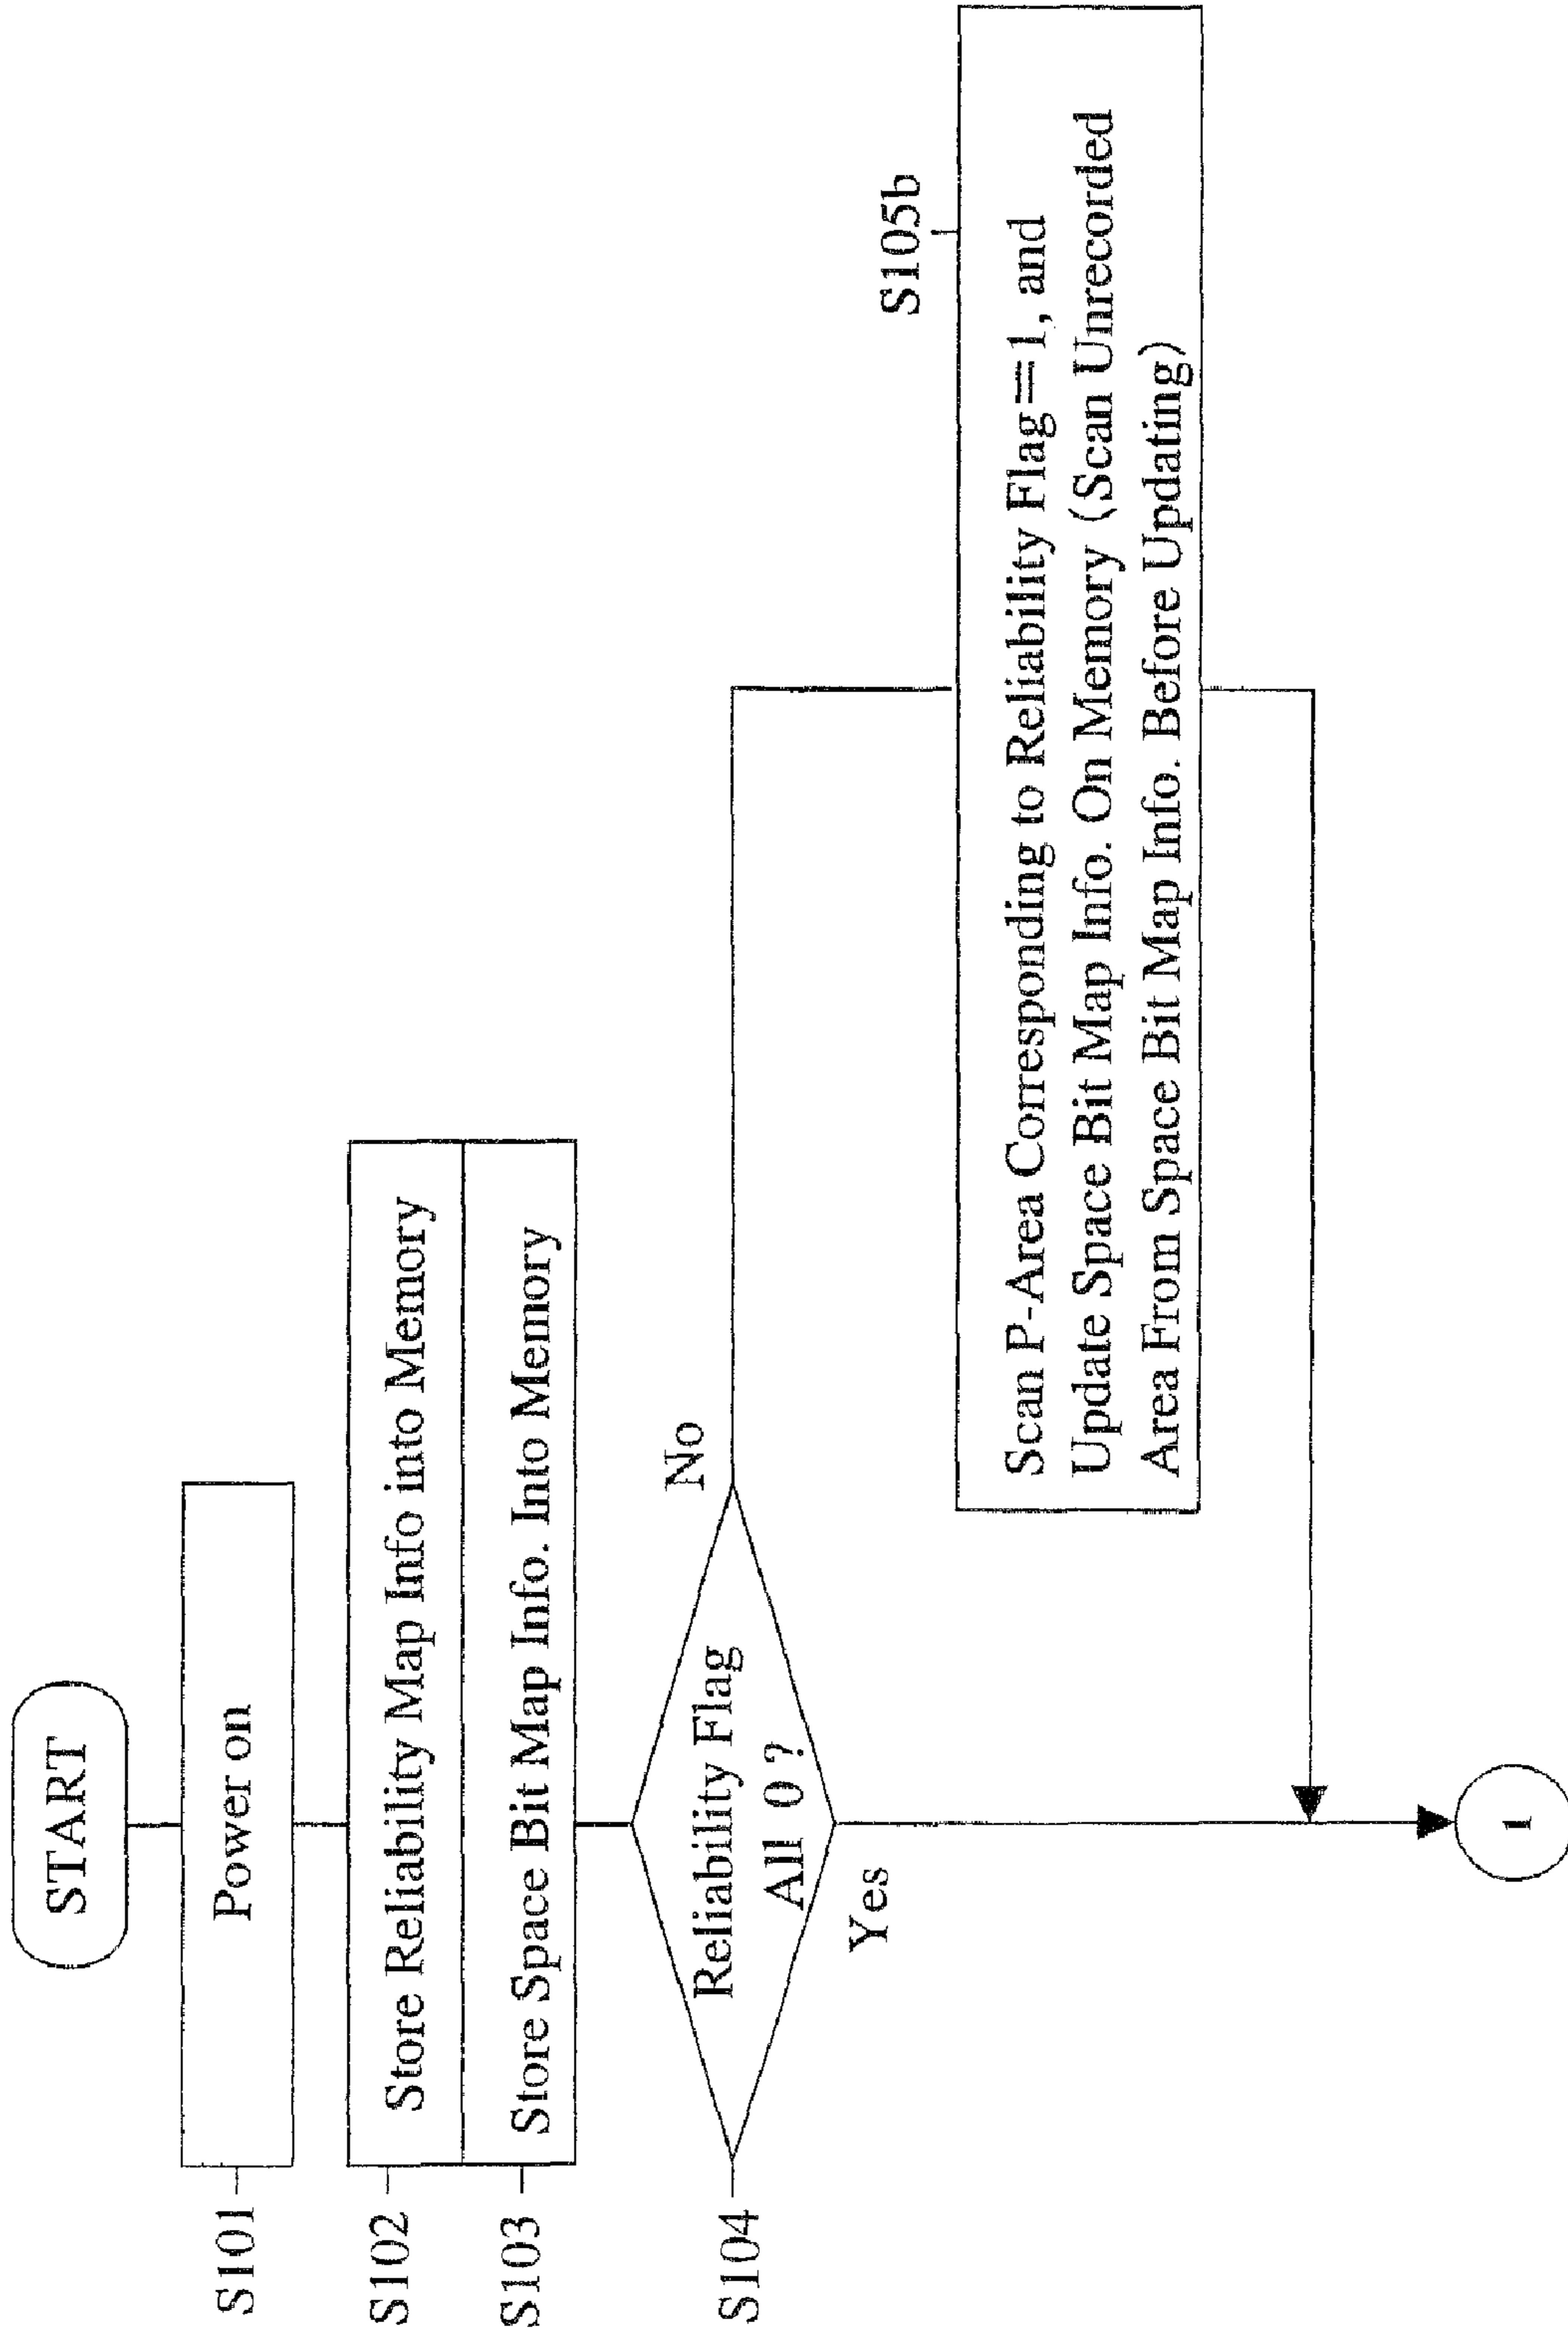 START
S101
Power on
S102
Store Reliability Map Info into Memory
S103
Store Space Bit Map Info. Into Memory
S104
Reliability Flag
All 0 ?
No
Yes
S105b
Scan P-Area Corresponding to Reliability Flag=1, and
Update Space Bit Map Info. On Memory (Scan Unrecorded
Area From Space Bit Map Info. Before Updating)
1